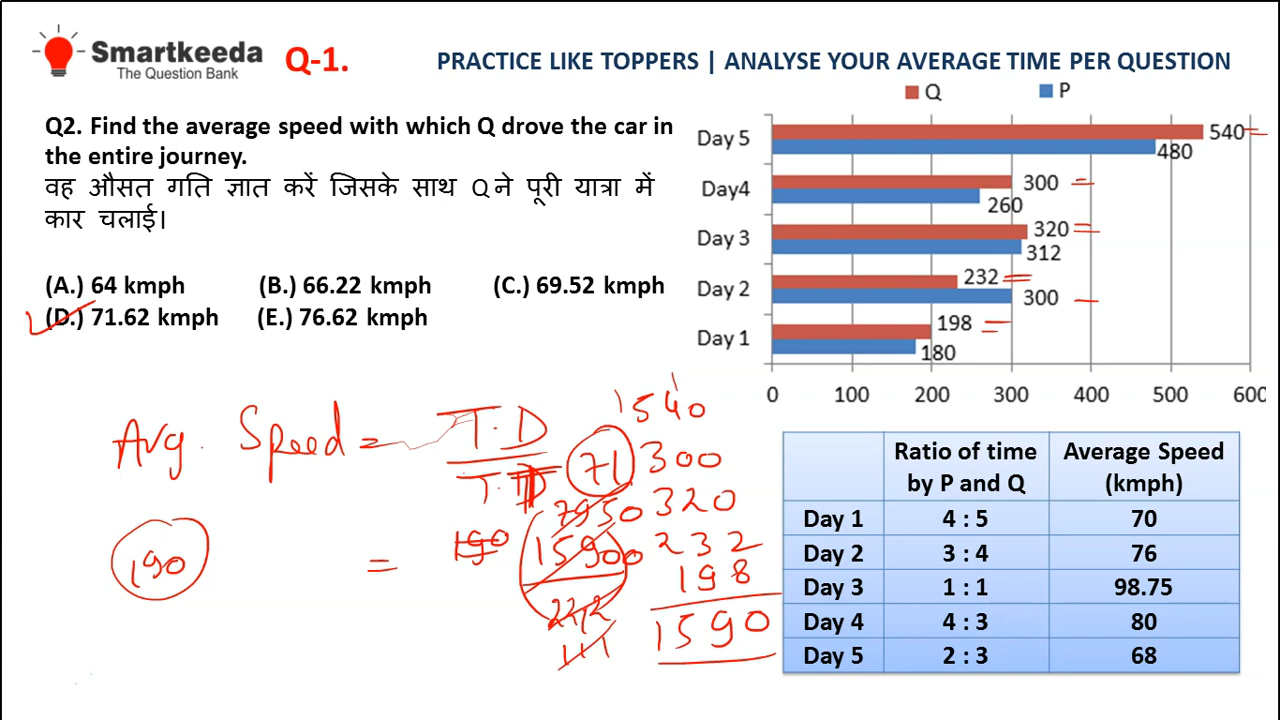 Smartkeeda
The Question Bank
Q-1.
PRACTICE LIKE TOPPERS | ANALYSE YOUR AVERAGE TIME PER QUESTION
Q2. Find the average speed with which Q drove the car in
the entire journey.
वह औसत गति ज्ञात करें जिसके साथ Q ने पूरी यात्रा में
कार चलाई।
(A.) 64 kmph (B.) 66.22 kmph (C.) 69.52 kmph
(D.) 71.62 kmph (E.) 76.62 kmph
Q P
Day 5 540
480
Day4 300
260
Day 3 320
312
Day 2 232
300
Day 1 198
180
0 100 200 300 400 500 600
Ratio of time by P and Q Average Speed (kmph)
Day 1 4 : 5 70
Day 2 3 : 4 76
Day 3 1 : 1 98.75
Day 4 4 : 3 80
Day 5 2 : 3 68
Avg. Speed = T.D
71
1540
300
320
232
198
1590
190
=
190
7950
15900
111